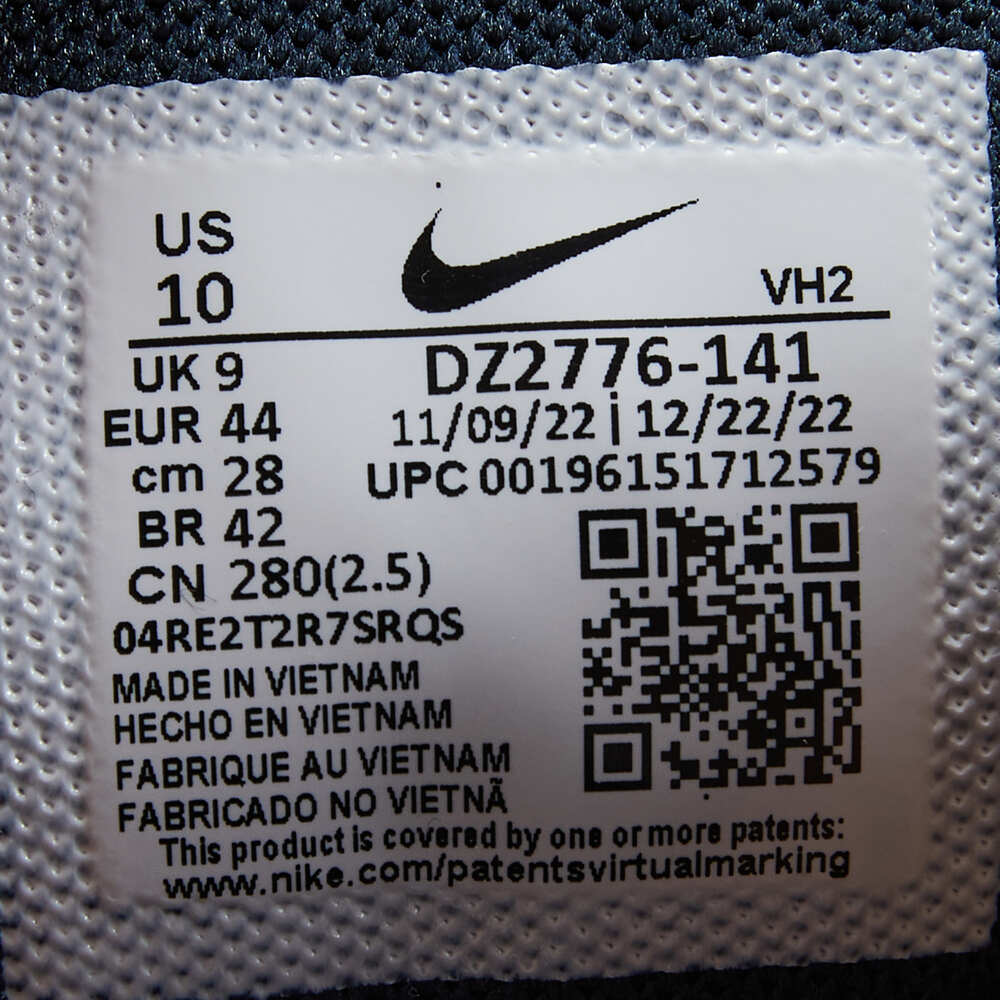 US
10
VH2
UK 9
DZ2776-141
EUR 44
11/09/22 | 12/22/22
cm 28
UPC 00196151712579
BR 42
CN 280(2.5)
04RE2T2R7SRQS
MADE IN VIETNAM
HECHO EN VIETNAM
FABRIQUE AU VIETNAM
FABRICADO NO VIETNÃ
This product is covered by one or more patents:
www.nike.com/patentsvirtualmarking